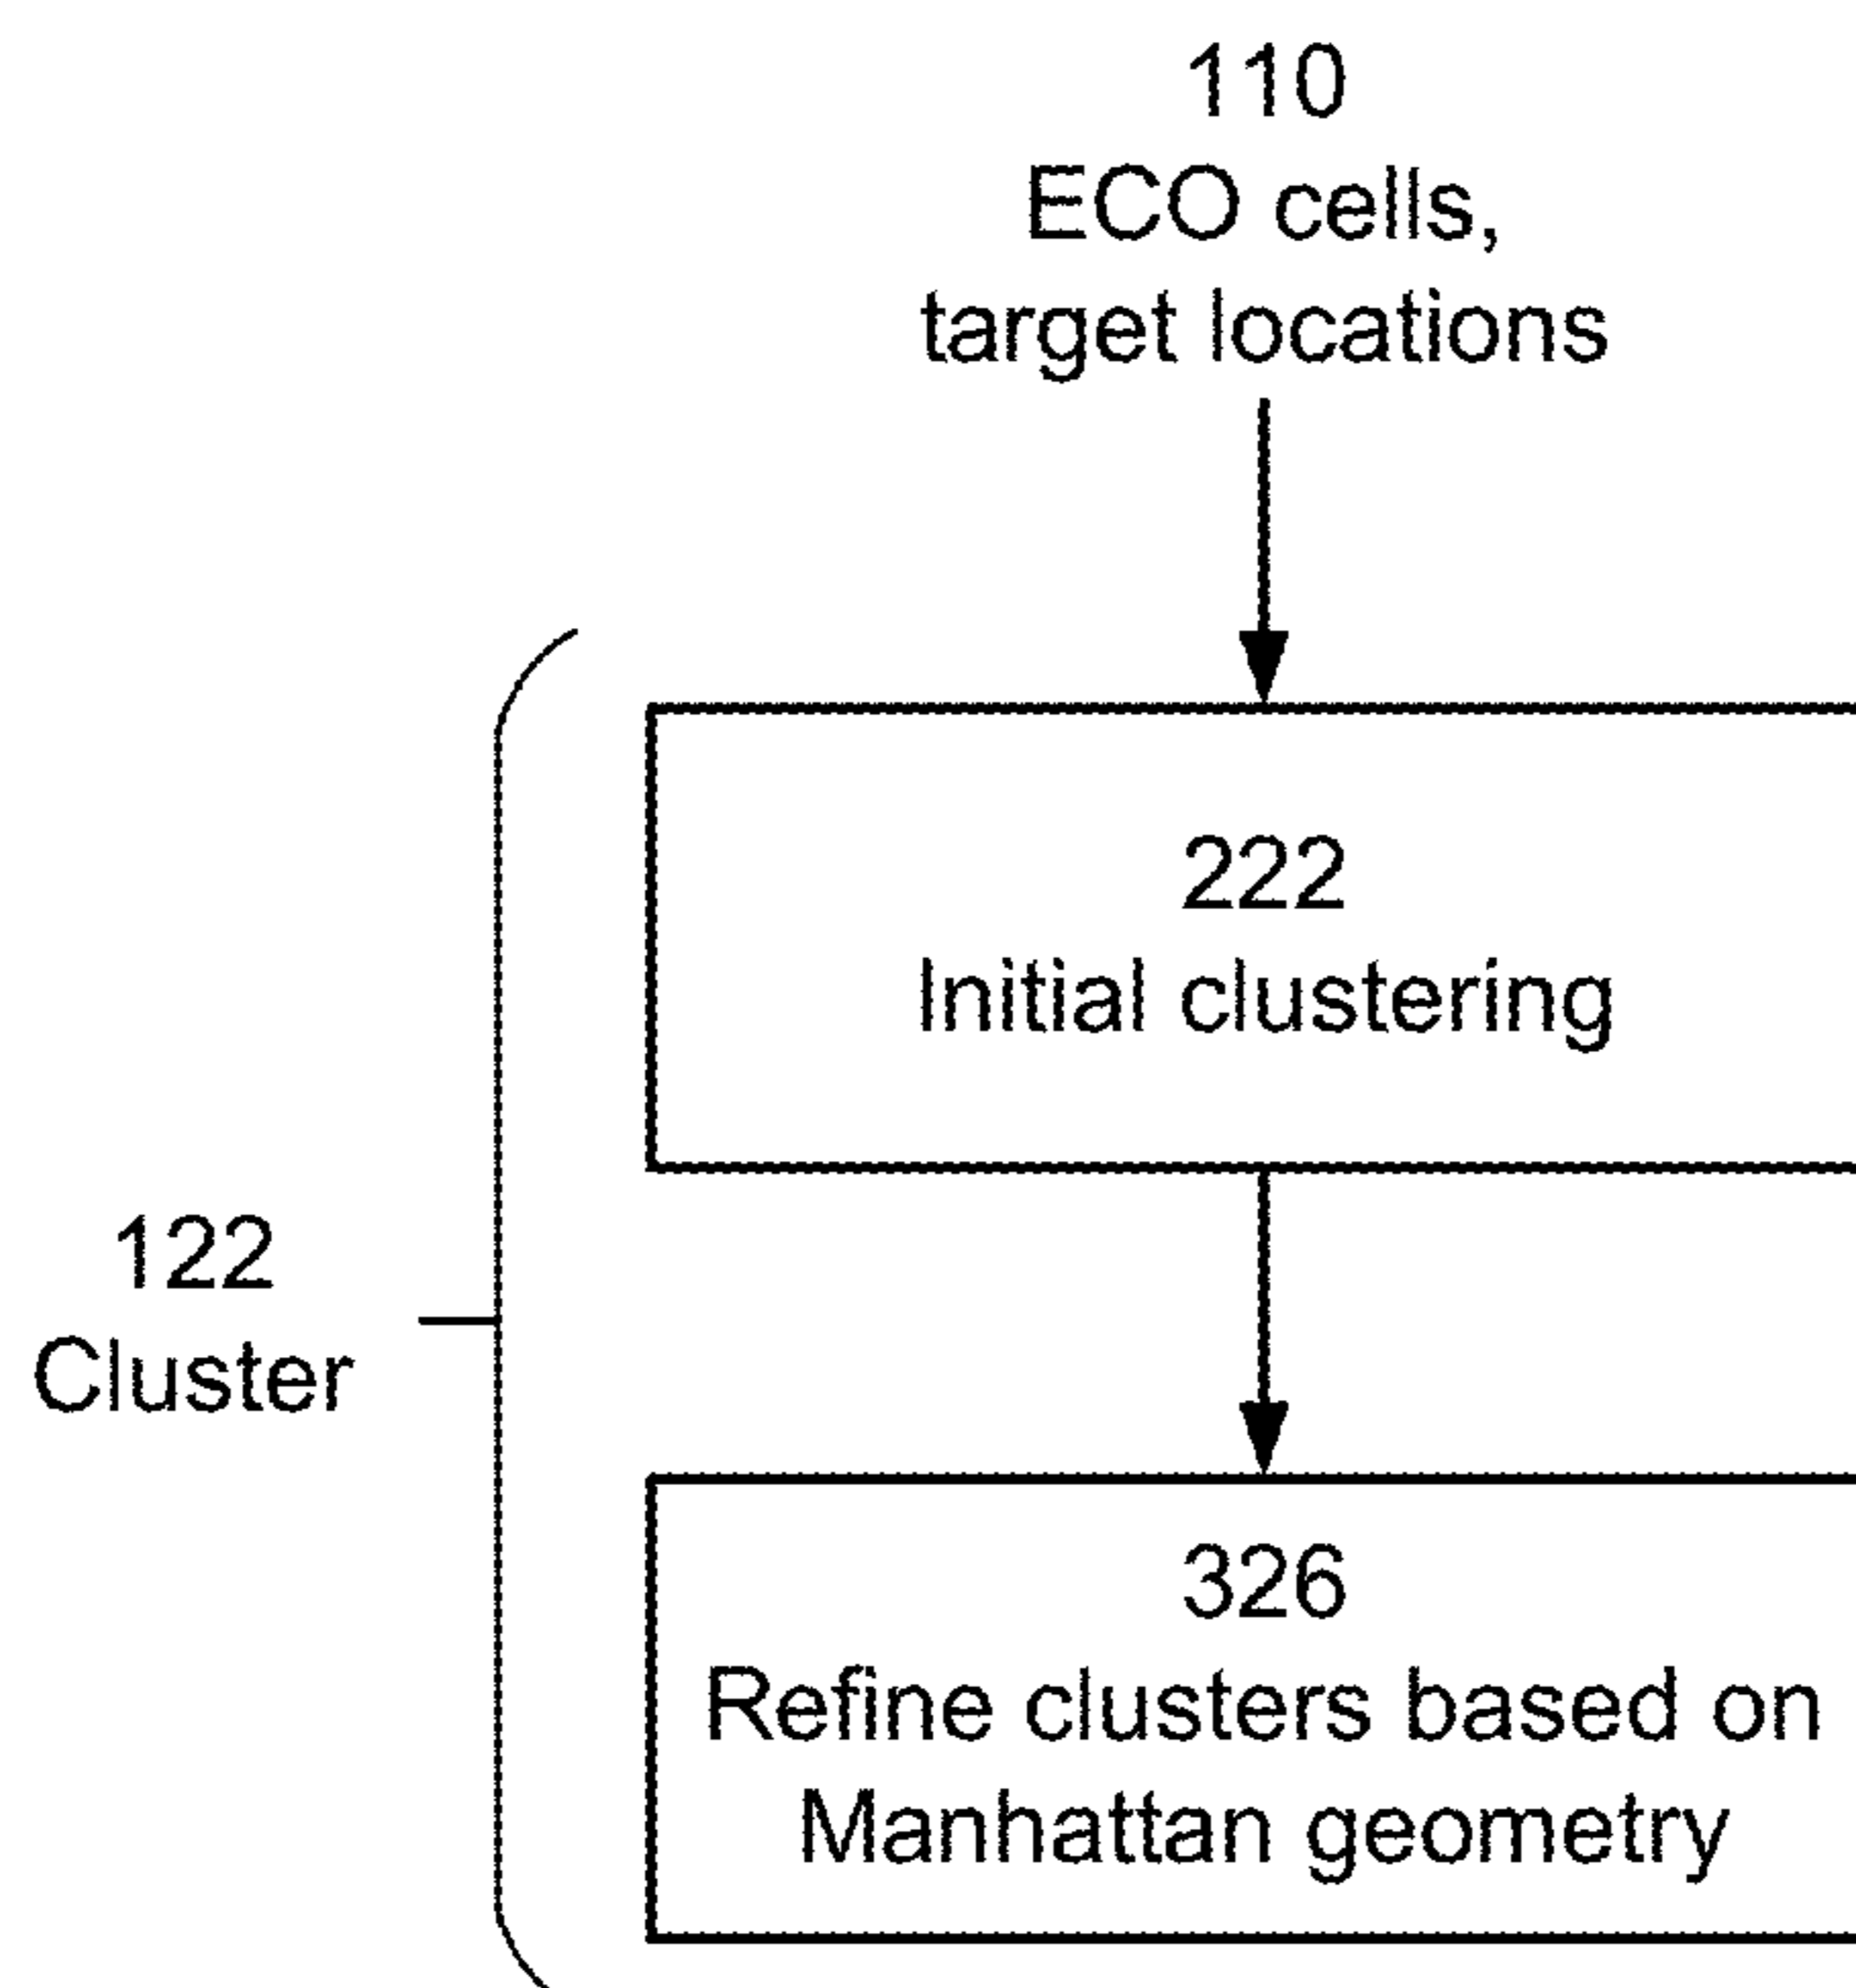 110
ECO cells,
target locations
222
Initial clustering
122
Cluster
326
Refine clusters based on
Manhattan geometry